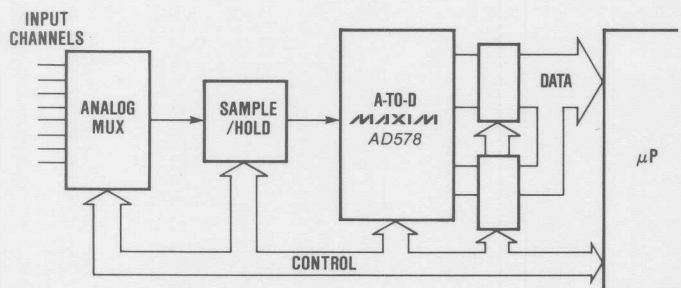 INPUT
CHANNELS
ANALOG
MUX
SAMPLE
/HOLD
A-TO-D
MAXIM
AD578
DATA
μP
CONTROL